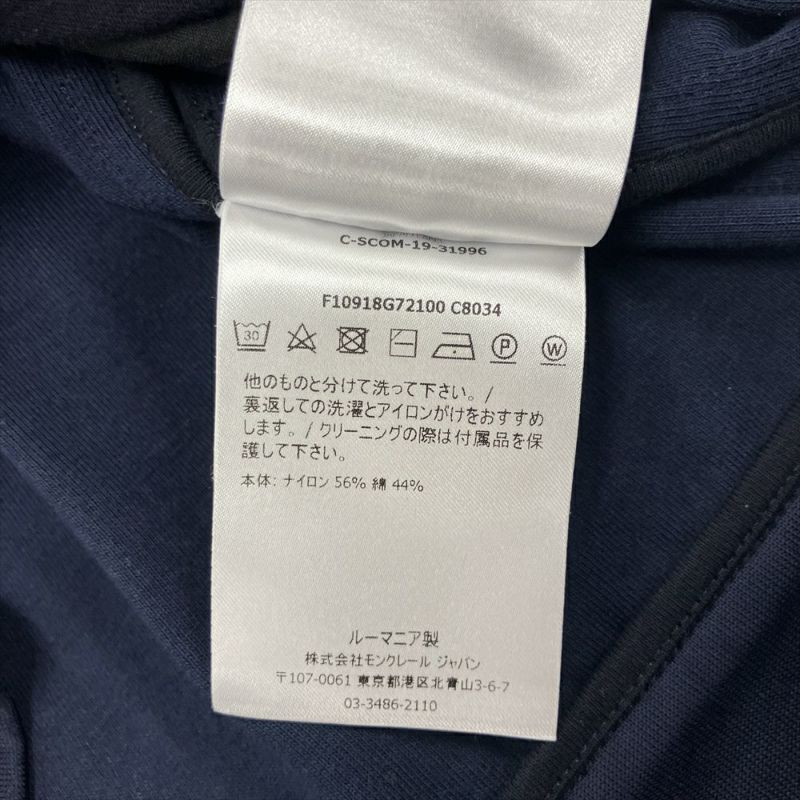 C-SCOM-19-31996
F10918G72100 C8034
30 P W
他のものと分けて洗って下さい。/
裏返しての洗濯とアイロンがけをおすすめ
します。/ クリーニングの際は付属品を保
護して下さい。
本体: ナイロン 56% 綿 44%
ルーマニア製
株式会社モンクレール ジャパン
〒107-0061 東京都港区北青山3-6-7
03-3486-2110